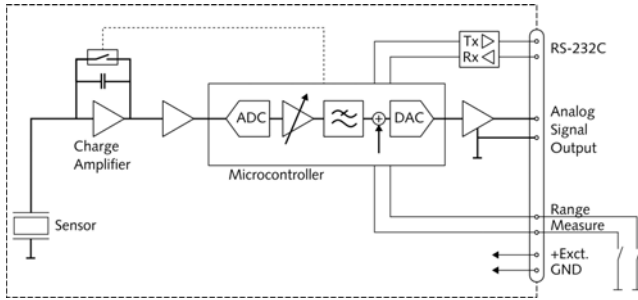 Tx
Rx
RS-232C
ADC
DAC
Analog
Signal
Output
Charge
Amplifier
Microcontroller
Sensor
Range
Measure
+Exct.
GND